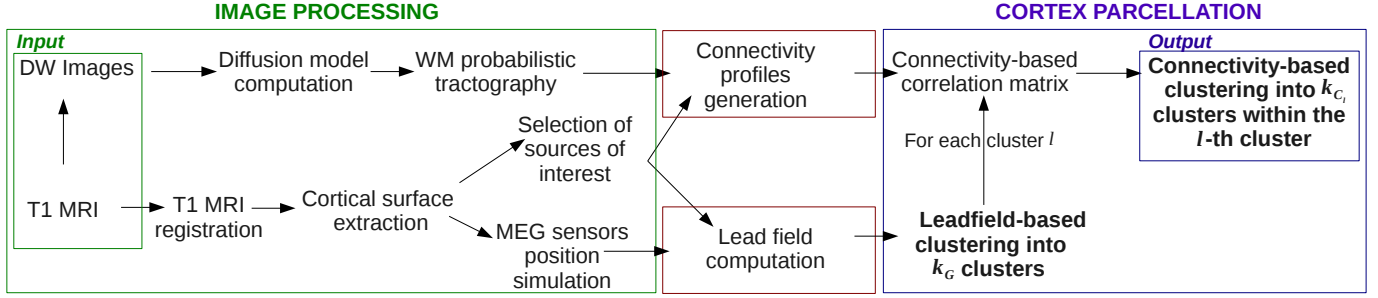 IMAGE PROCESSING
CORTEX PARCELLATION
Input
DW Images
T1 MRI
Diffusion model
computation
WM probabilistic
tractography
T1 MRI
registration
Cortical surface
extraction
Selection of
sources of
interest
MEG sensors
position
simulation
Connectivity
profiles
generation
Lead field
computation
Connectivity-based
correlation matrix
For each cluster l
Leadfield-based
clustering into
k_G clusters
Output
Connectivity-based
clustering into k_{C_l}
clusters within the
l-th cluster